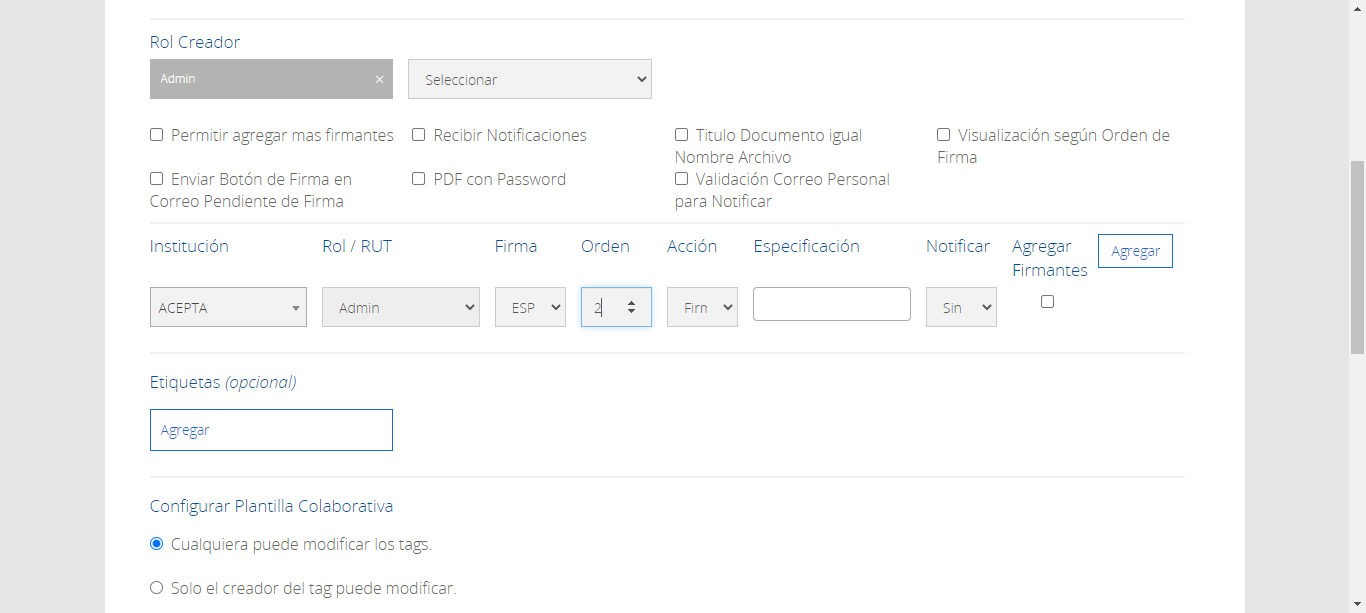 Rol Creador
Admin × Seleccionar
Permitir agregar mas firmantes Recibir Notificaciones Titulo Documento igual Visualización según Orden de
Nombre Archivo Firma
Enviar Botón de Firma en PDF con Password Validación Correo Personal
Correo Pendiente de Firma para Notificar
Institución Rol / RUT Firma Orden Acción Especificación Notificar Agregar Agregar
Firmantes
ACEPTA Admin ESP 2 Firn Sin
Etiquetas (opcional)
Agregar
Configurar Plantilla Colaborativa
Cualquiera puede modificar los tags.
Solo el creador del tag puede modificar.